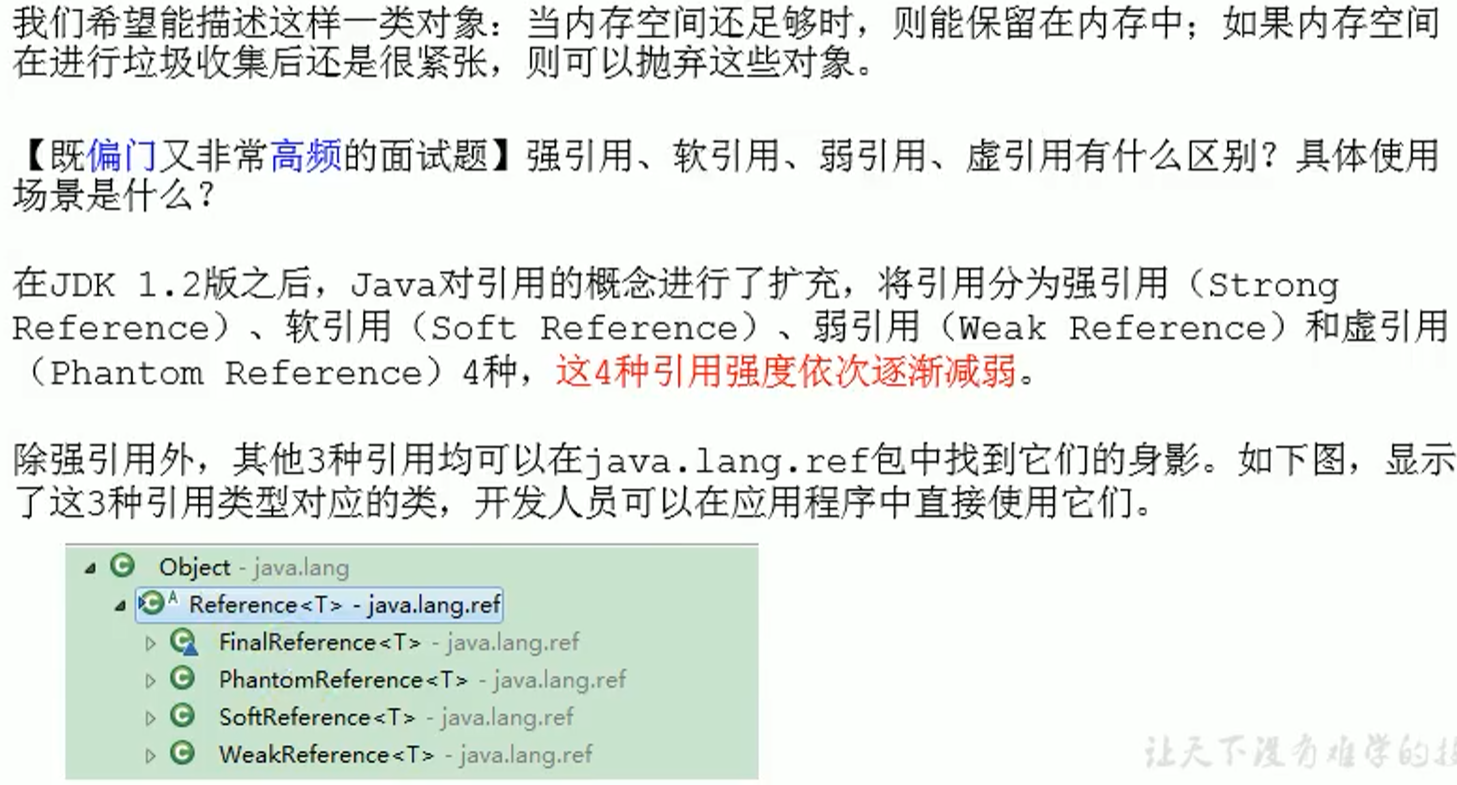 我们希望能描述这样一类对象：当内存空间还足够时，则能保留在内存中；如果内存空间
在进行垃圾收集后还是很紧张，则可以抛弃这些对象。
【既偏门又非常高频的面试题】强引用、软引用、弱引用、虚引用有什么区别？具体使用
场景是什么？
在JDK 1.2版之后，Java对引用的概念进行了扩充，将引用分为强引用（Strong
Reference）、软引用（Soft Reference）、弱引用（Weak Reference）和虚引用
（Phantom Reference）4种，这4种引用强度依次逐渐减弱。
除强引用外，其他3种引用均可以在java.lang.ref包中找到它们的身影。如下图，显示
了这3种引用类型对应的类，开发人员可以在应用程序中直接使用它们。
Object - java.lang
Reference<T> - java.lang.ref
FinalReference<T> - java.lang.ref
PhantomReference<T> - java.lang.ref
SoftReference<T> - java.lang.ref
WeakReference<T> - java.lang.ref
让天下没有难学的技